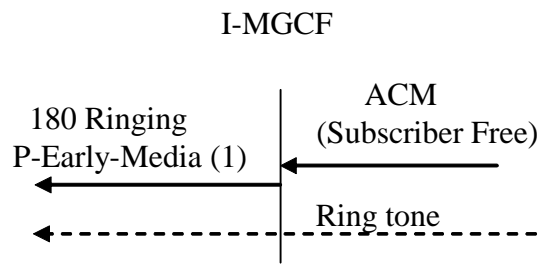 I-MGCF
180 Ringing
P-Early-Media (1)
ACM
(Subscriber Free)
Ring tone